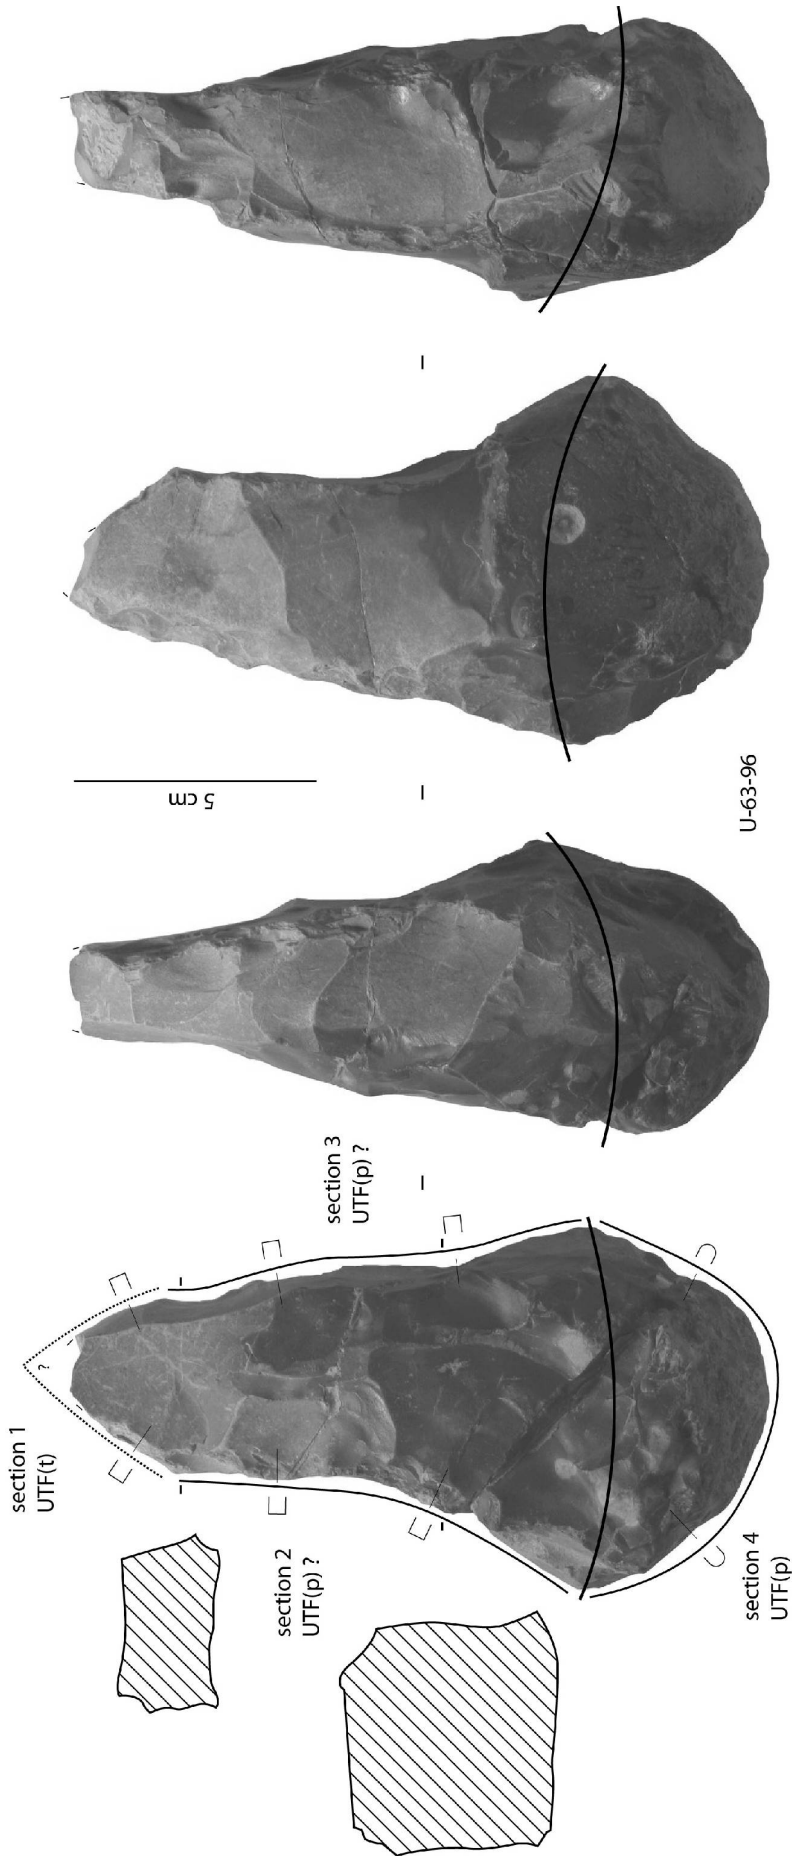 section 1
UTF(t)
?
section 2
UTF(p) ?
section 3
UTF(p) ?
section 4
UTF(p)
5 cm
U-63-96